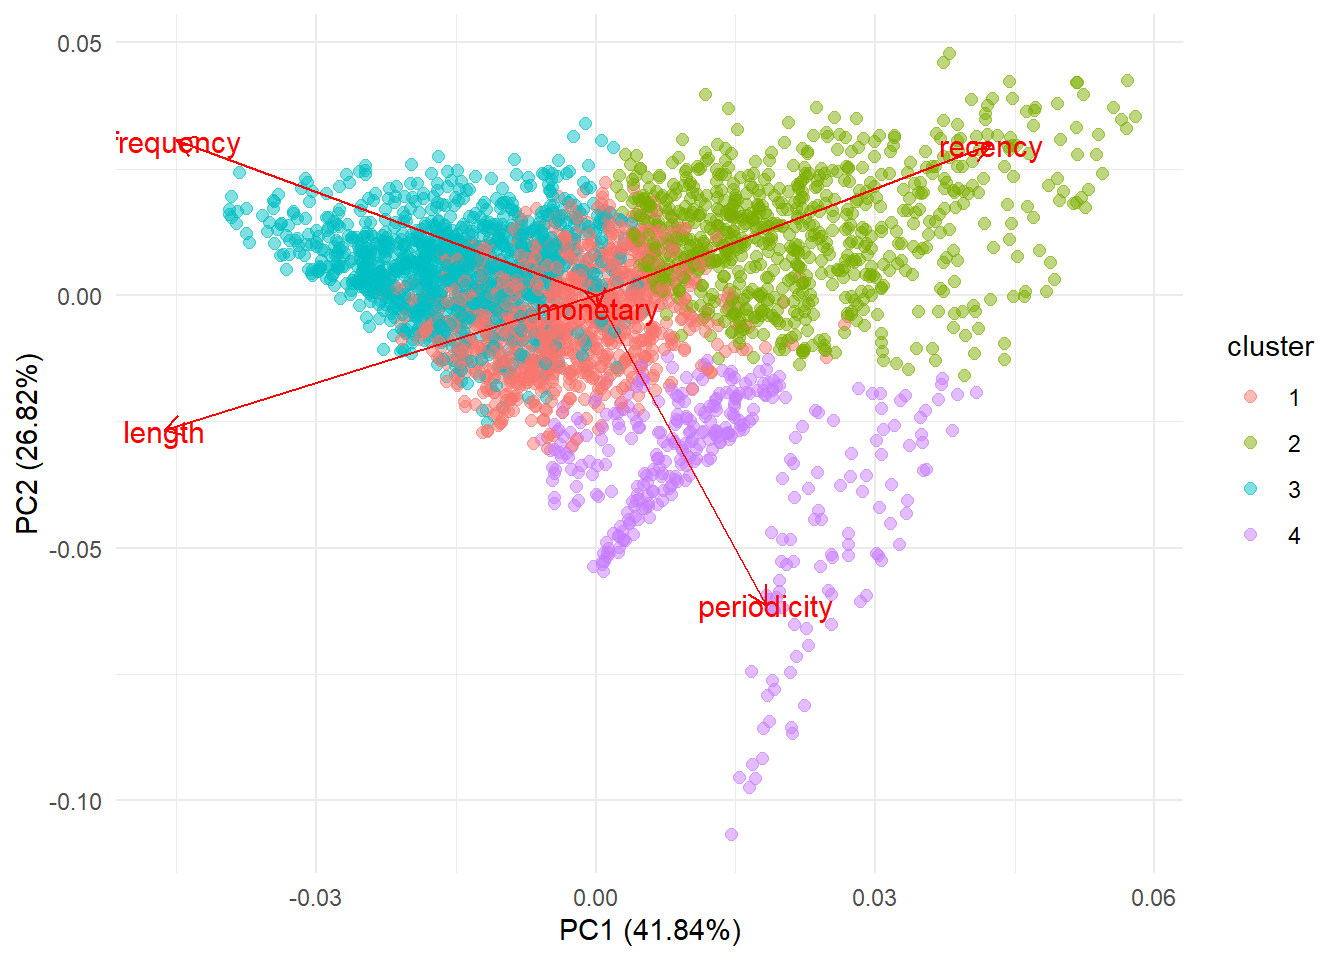 0.05
0.00
-0.05
-0.10
PC2 (26.82%)
frequency
recency
monetary
length
periodicity
-0.03
0.00
0.03
0.06
PC1 (41.84%)
cluster
1
2
3
4